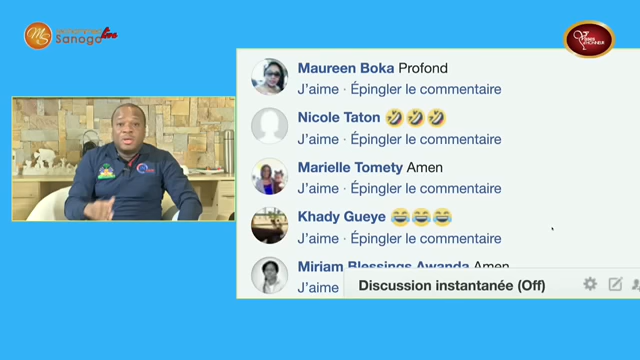 Sanogo live
Maureen Boka Profond
J'aime · Épingler le commentaire
Nicole Taton 🤣🤣🤣
J'aime · Épingler le commentaire
Marielle Tomety Amen
J'aime · Épingler le commentaire
Khady Gueye 😂😂😂
J'aime · Épingler le commentaire
Miriam Blessings Awanda Amen
J'aime
Discussion instantanée (Off)